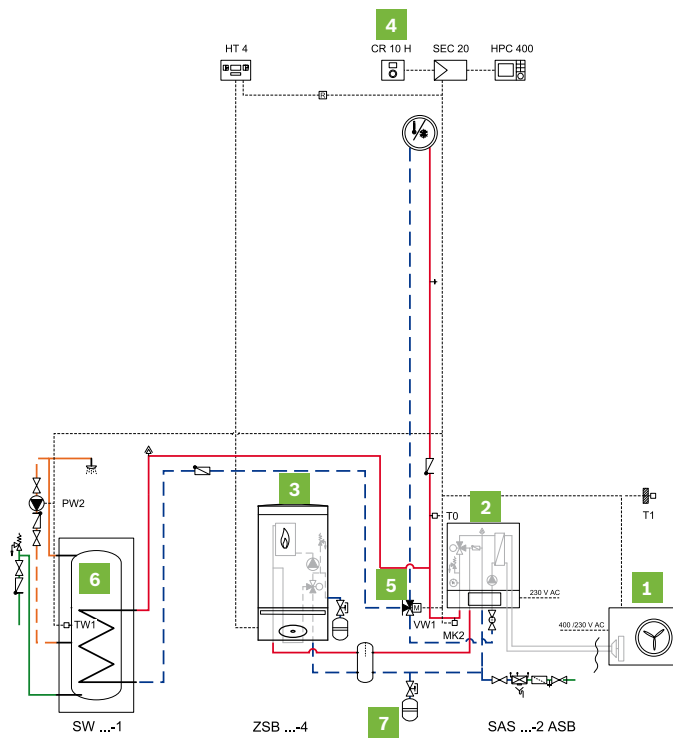 4
HT 4
CR 10 H
SEC 20
HPC 400
R
3
2
PW2
T0
T1
6
5
1
230 V AC
TW1
M
VW1
400 /230 V AC
MK2
7
SW ...-1
ZSB ...-4
SAS ...-2 ASB